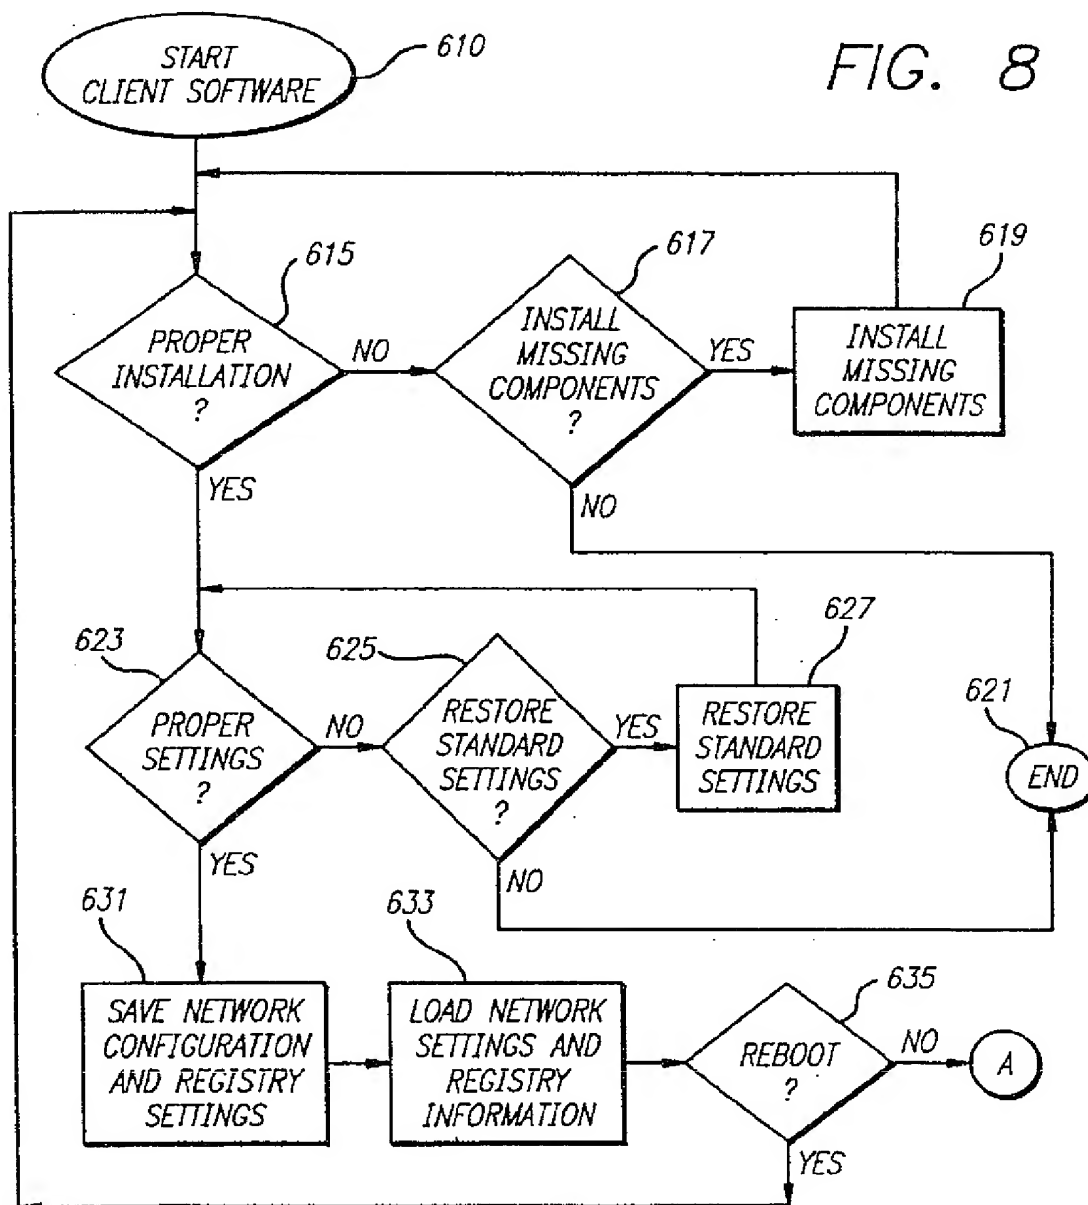 START
CLIENT SOFTWARE
610
FIG. 8
615
PROPER
INSTALLATION
?
NO
YES
617
INSTALL
MISSING
COMPONENTS
?
YES
NO
619
INSTALL
MISSING
COMPONENTS
623
PROPER
SETTINGS
?
NO
YES
625
RESTORE
STANDARD
SETTINGS
?
YES
NO
627
RESTORE
STANDARD
SETTINGS
621
END
631
SAVE NETWORK
CONFIGURATION
AND REGISTRY
SETTINGS
633
LOAD NETWORK
SETTINGS AND
REGISTRY
INFORMATION
635
REBOOT
?
NO
YES
A